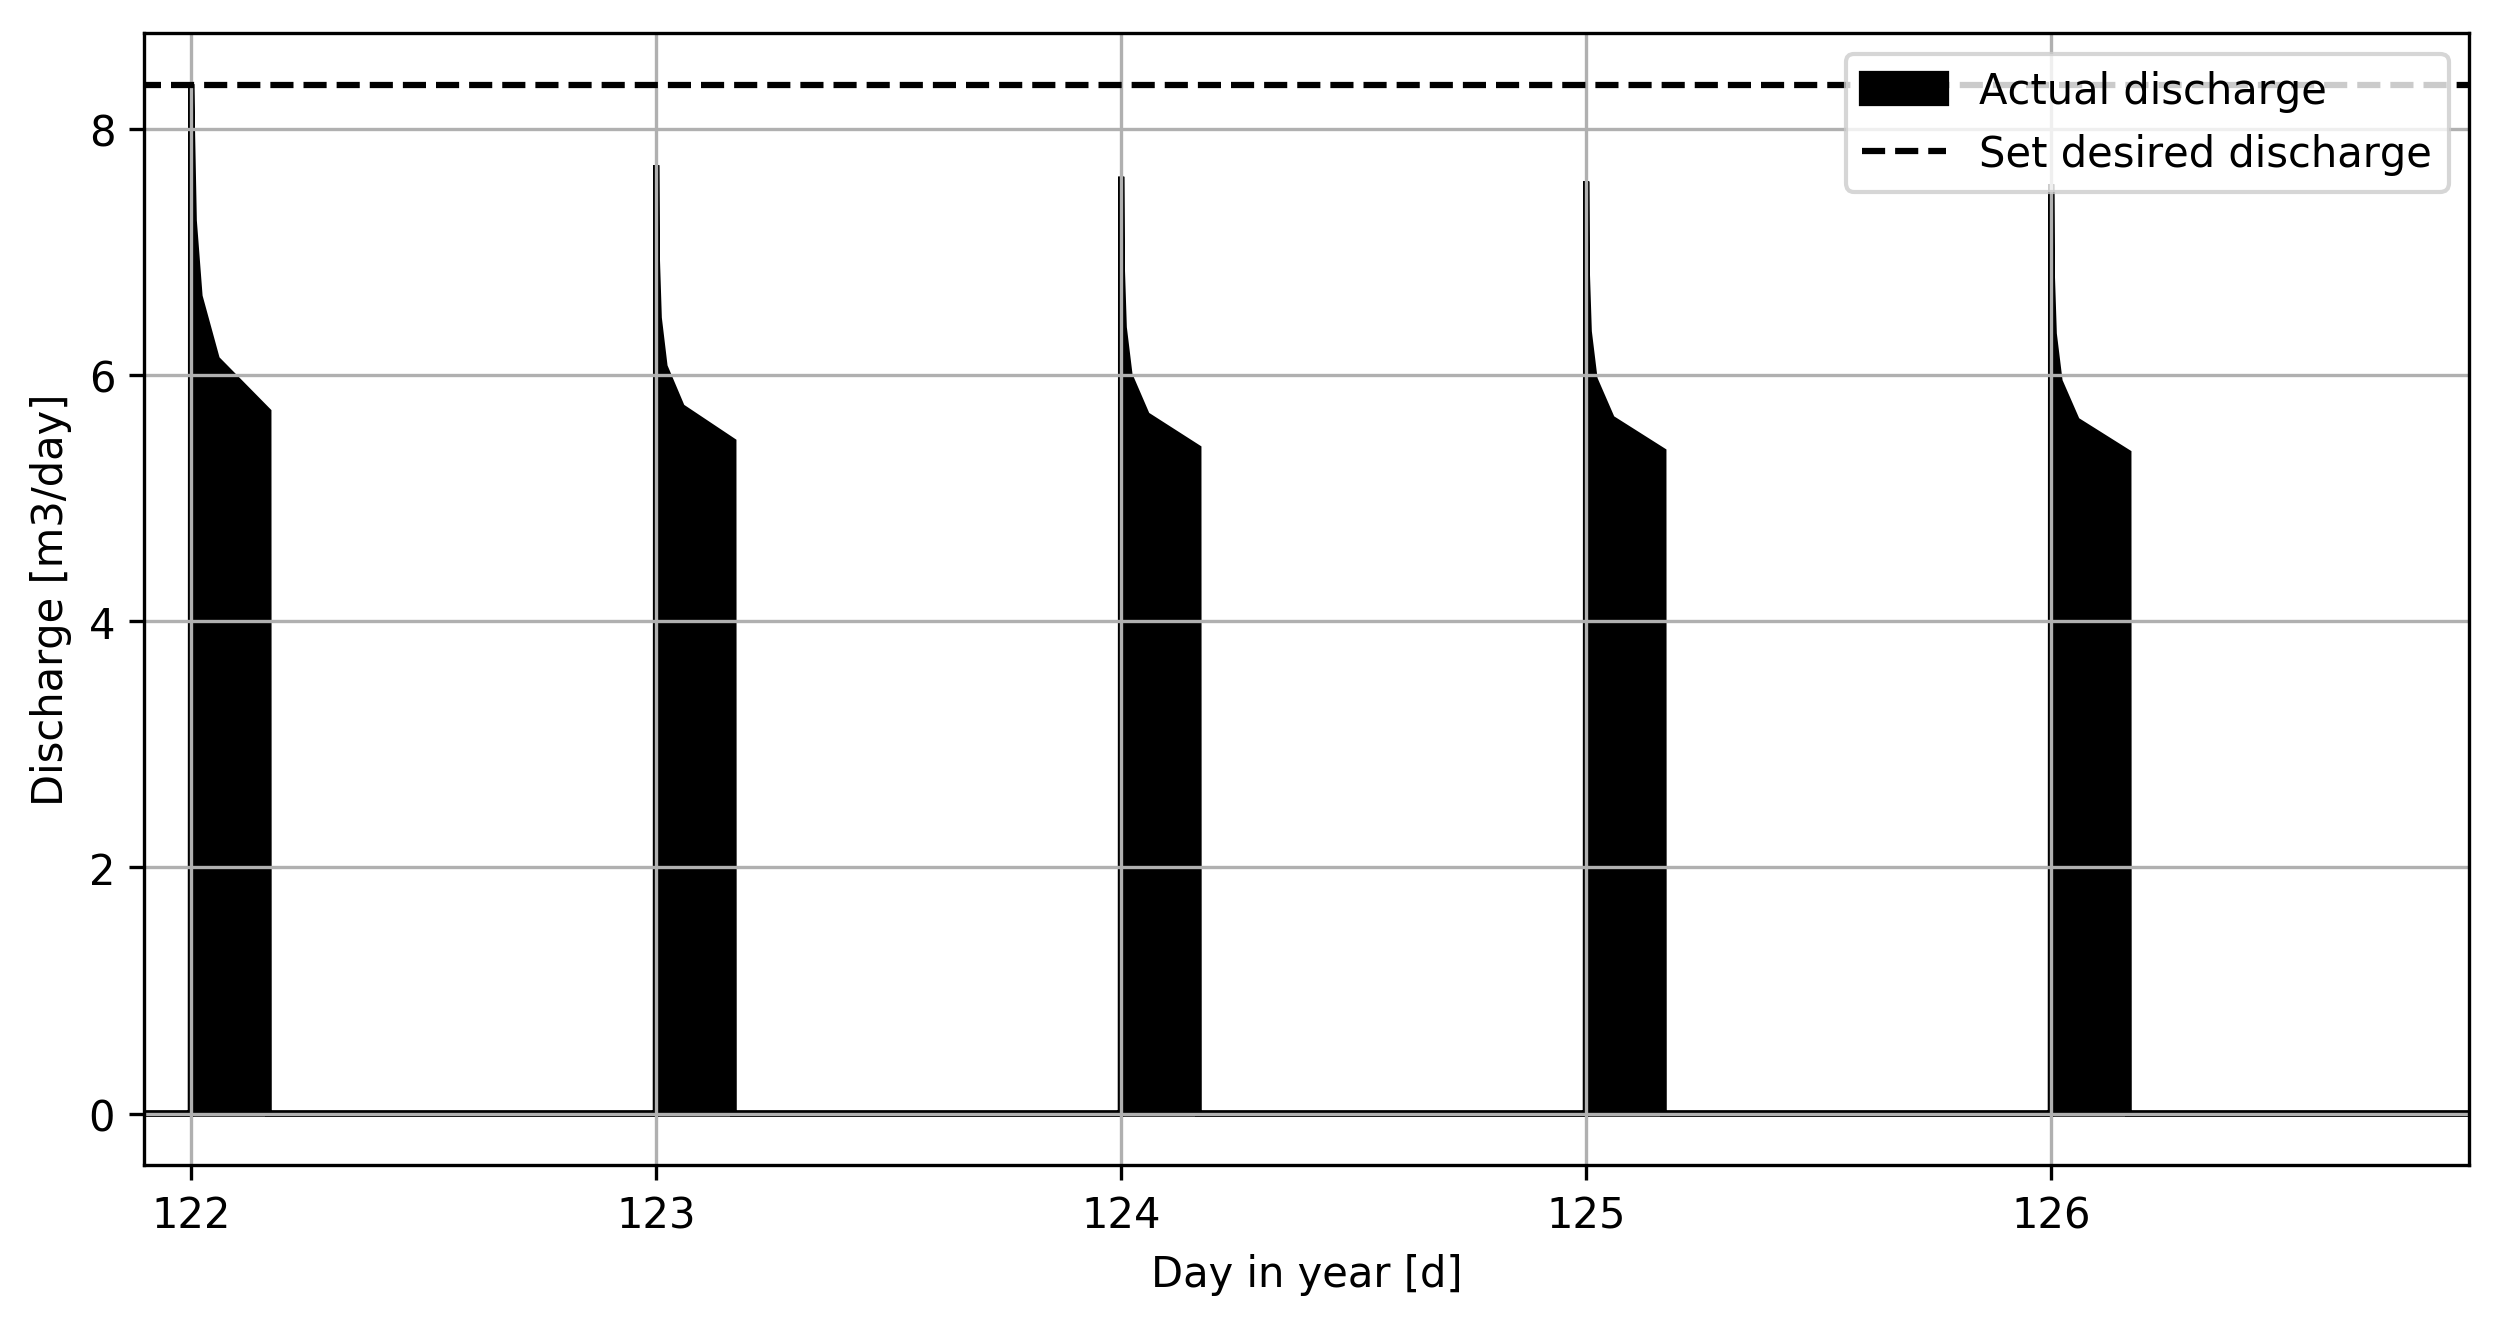 Actual discharge
Set desired discharge
8
6
4
2
0
Discharge [m3/day]
122 123 124 125 126
Day in year [d]